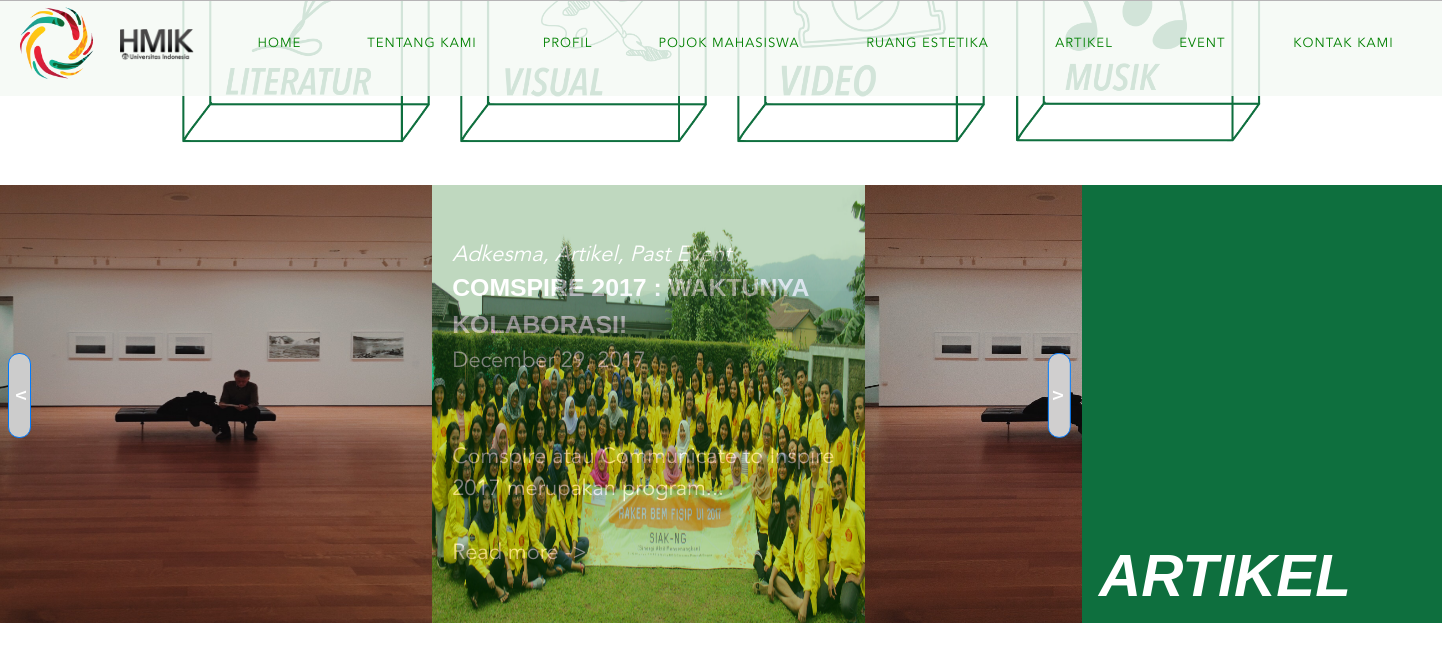 HMIK
Universitas Indonesia
HOME TENTANG KAMI PROFIL POJOK MAHASISWA RUANG ESTETIKA ARTIKEL EVENT KONTAK KAMI
LITERATUR VISUAL VIDEO MUSIK
Adkesma, Artikel, Past Event
COMSPIRE 2017 : WAKTUNYA
KOLABORASI!
December 29, 2017
< >
Comspire atau Communicate to Inspire
2017 merupakan program...
RAKER BEM FISIP UI 2017
SIAK-NG
Read more ->
ARTIKEL